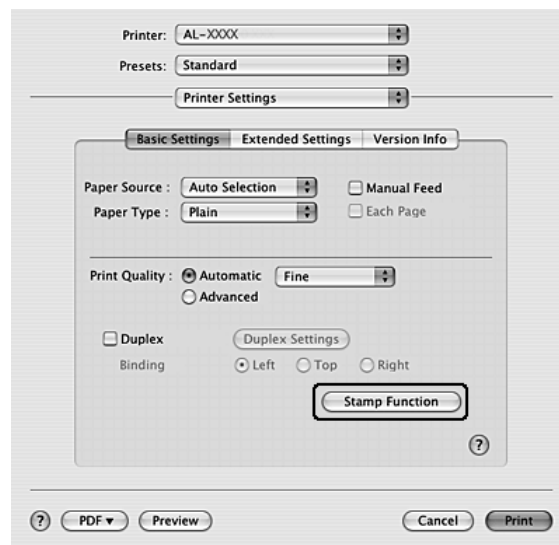 Printer: AL-XXXX
Presets: Standard
Printer Settings
Basic Settings Extended Settings Version Info
Paper Source : Auto Selection Manual Feed
Paper Type : Plain Each Page
Print Quality : Automatic Fine
Advanced
Duplex Duplex Settings
Binding Left Top Right
Stamp Function
?
? PDF▼ Preview Cancel Print